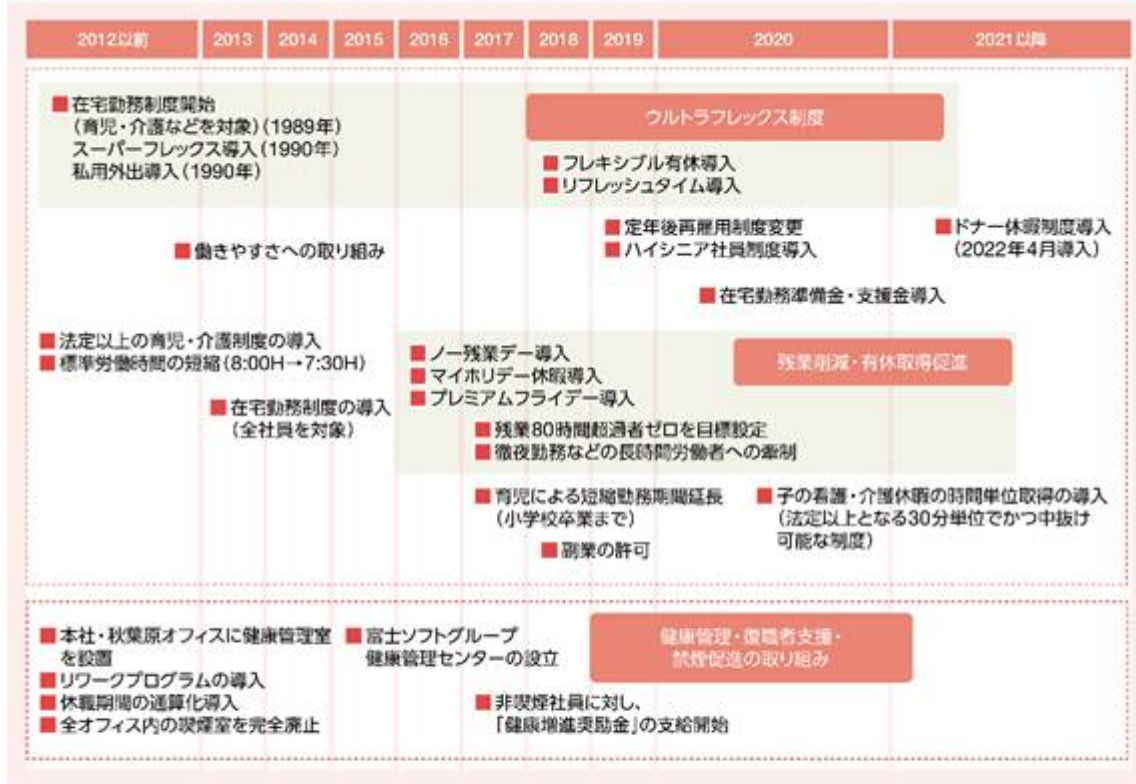 2012以前 2013 2014 2015 2016 2017 2018 2019 2020 2021以降
■在宅勤務制度開始
(育児・介護などを対象)(1989年)
スーパーフレックス導入(1990年)
私用外出導入(1990年)
ウルトラフレックス制度
■フレキシブル有休導入
■リフレッシュタイム導入
■働きやすさへの取り組み
■定年後再雇用制度変更
■ハイシニア社員制度導入
■ドナー休暇制度導入
(2022年4月導入)
■在宅勤務準備金・支援金導入
■法定以上の育児・介護制度の導入
■標準労働時間の短縮(8:00H→7:30H)
■在宅勤務制度の導入
(全社員を対象)
■ノー残業デー導入
■マイホリデー休暇導入
■プレミアムフライデー導入
残業削減・有休取得促進
■残業80時間超過者ゼロを目標設定
■徹夜勤務などの長時間労働者への牽制
■育児による短縮勤務期間延長
(小学校卒業まで)
■副業の許可
■子の看護・介護休暇の時間単位取得の導入
(法定以上となる30分単位でかつ中抜け
可能な制度)
■本社・秋葉原オフィスに健康管理室
を設置
■リワークプログラムの導入
■休職期間の通算化導入
■全オフィス内の喫煙室を完全廃止
■富士ソフトグループ
健康管理センターの設立
健康管理・復職者支援・
禁煙促進の取り組み
■非喫煙社員に対し、
「健康増進奨励金」の支給開始